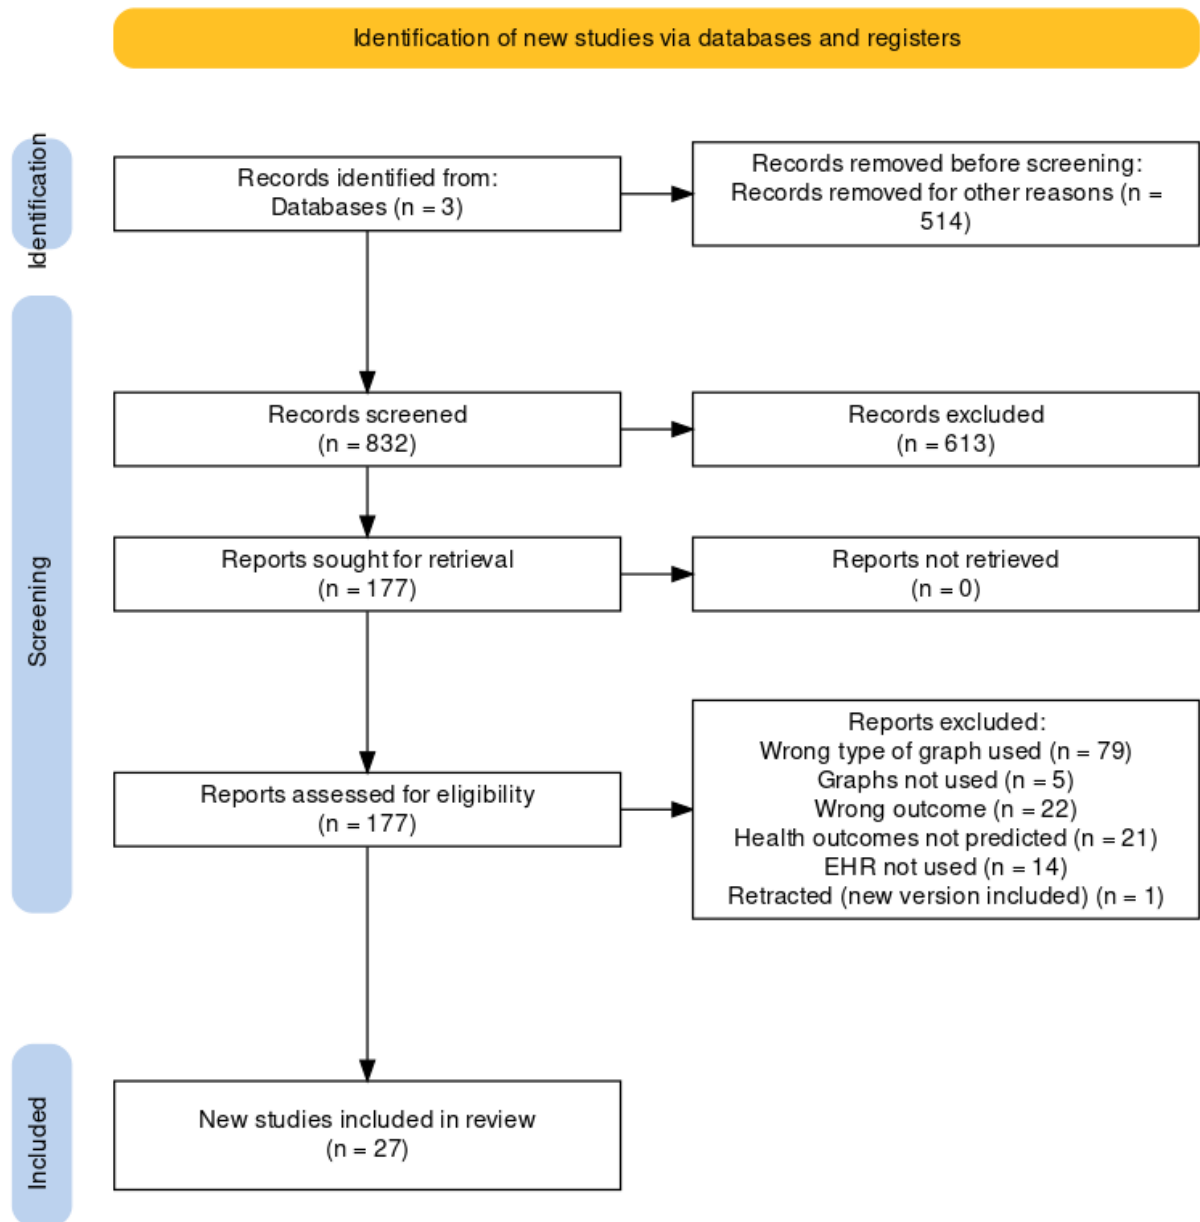 Identification of new studies via databases and registers
Identification
Records identified from:
Databases (n = 3)
Records removed before screening:
Records removed for other reasons (n =
514)
Screening
Records screened
(n = 832)
Records excluded
(n = 613)
Reports sought for retrieval
(n = 177)
Reports not retrieved
(n = 0)
Reports assessed for eligibility
(n = 177)
Reports excluded:
Wrong type of graph used (n = 79)
Graphs not used (n = 5)
Wrong outcome (n = 22)
Health outcomes not predicted (n = 21)
EHR not used (n = 14)
Retracted (new version included) (n = 1)
Included
New studies included in review
(n = 27)